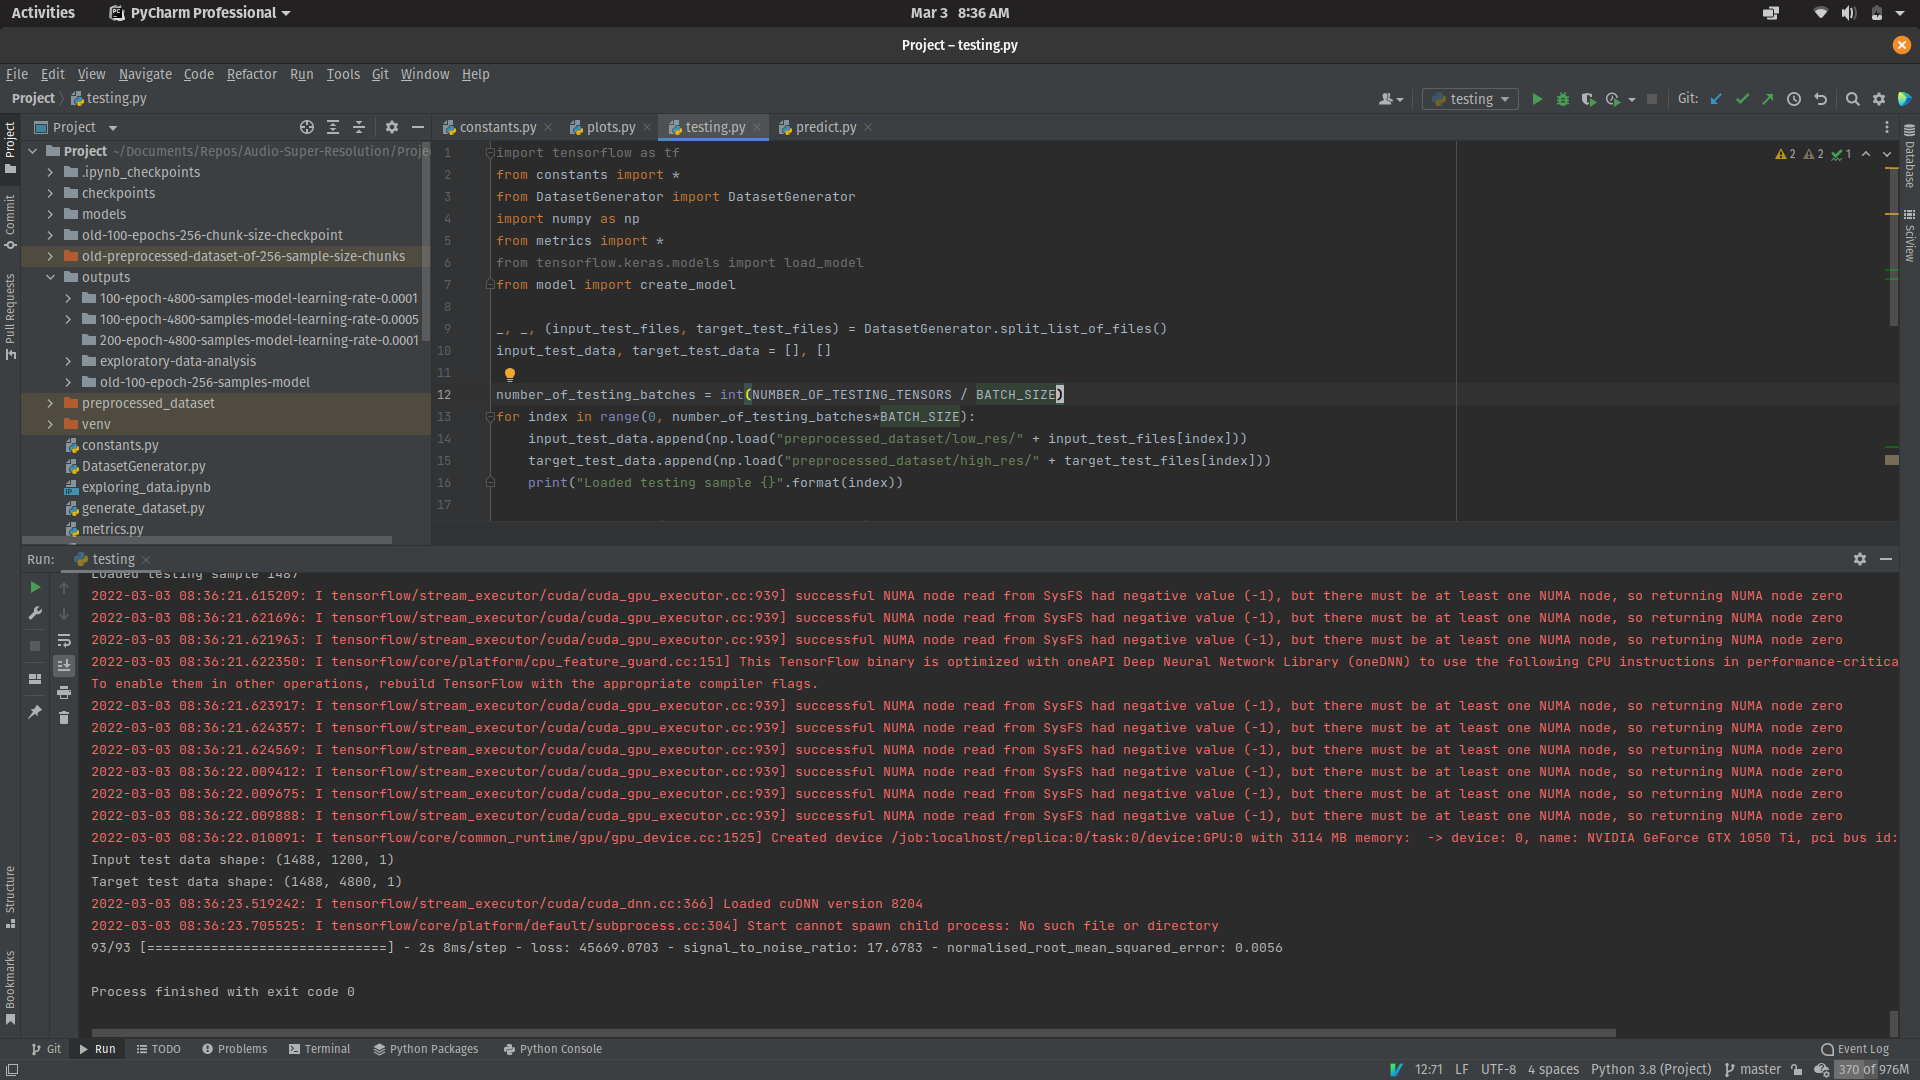 Activities PyCharm Professional Mar 3 8:36 AM
Project – testing.py
File Edit View Navigate Code Refactor Run Tools Git Window Help
Project testing.py testing Git:
Project
constants.py plots.py testing.py predict.py
Project ~/Documents/Repos/Audio-Super-Resolution/Proje
.ipynb_checkpoints
checkpoints
models
old-100-epochs-256-chunk-size-checkpoint
old-preprocessed-dataset-of-256-sample-size-chunks
outputs
100-epoch-4800-samples-model-learning-rate-0.0001
100-epoch-4800-samples-model-learning-rate-0.0005
200-epoch-4800-samples-model-learning-rate-0.0001
exploratory-data-analysis
old-100-epoch-256-samples-model
preprocessed_dataset
venv
constants.py
DatasetGenerator.py
exploring_data.ipynb
generate_dataset.py
metrics.py
2 2 1
1 import tensorflow as tf
2 from constants import *
3 from DatasetGenerator import DatasetGenerator
4 import numpy as np
5 from metrics import *
6 from tensorflow.keras.models import load_model
7 from model import create_model
8
9 _, _, (input_test_files, target_test_files) = DatasetGenerator.split_list_of_files()
10 input_test_data, target_test_data = [], []
11
12 number_of_testing_batches = int(NUMBER_OF_TESTING_TENSORS / BATCH_SIZE)
13 for index in range(0, number_of_testing_batches*BATCH_SIZE):
14 input_test_data.append(np.load("preprocessed_dataset/low_res/" + input_test_files[index]))
15 target_test_data.append(np.load("preprocessed_dataset/high_res/" + target_test_files[index]))
16 print("Loaded testing sample {}".format(index))
17
Run: testing
Loaded testing sample 1487
2022-03-03 08:36:21.615209: I tensorflow/stream_executor/cuda/cuda_gpu_executor.cc:939] successful NUMA node read from SysFS had negative value (-1), but there must be at least one NUMA node, so returning NUMA node zero
2022-03-03 08:36:21.621696: I tensorflow/stream_executor/cuda/cuda_gpu_executor.cc:939] successful NUMA node read from SysFS had negative value (-1), but there must be at least one NUMA node, so returning NUMA node zero
2022-03-03 08:36:21.621963: I tensorflow/stream_executor/cuda/cuda_gpu_executor.cc:939] successful NUMA node read from SysFS had negative value (-1), but there must be at least one NUMA node, so returning NUMA node zero
2022-03-03 08:36:21.622350: I tensorflow/core/platform/cpu_feature_guard.cc:151] This TensorFlow binary is optimized with oneAPI Deep Neural Network Library (oneDNN) to use the following CPU instructions in performance-critica
To enable them in other operations, rebuild TensorFlow with the appropriate compiler flags.
2022-03-03 08:36:21.623917: I tensorflow/stream_executor/cuda/cuda_gpu_executor.cc:939] successful NUMA node read from SysFS had negative value (-1), but there must be at least one NUMA node, so returning NUMA node zero
2022-03-03 08:36:21.624357: I tensorflow/stream_executor/cuda/cuda_gpu_executor.cc:939] successful NUMA node read from SysFS had negative value (-1), but there must be at least one NUMA node, so returning NUMA node zero
2022-03-03 08:36:21.624569: I tensorflow/stream_executor/cuda/cuda_gpu_executor.cc:939] successful NUMA node read from SysFS had negative value (-1), but there must be at least one NUMA node, so returning NUMA node zero
2022-03-03 08:36:22.009412: I tensorflow/stream_executor/cuda/cuda_gpu_executor.cc:939] successful NUMA node read from SysFS had negative value (-1), but there must be at least one NUMA node, so returning NUMA node zero
2022-03-03 08:36:22.009675: I tensorflow/stream_executor/cuda/cuda_gpu_executor.cc:939] successful NUMA node read from SysFS had negative value (-1), but there must be at least one NUMA node, so returning NUMA node zero
2022-03-03 08:36:22.009888: I tensorflow/stream_executor/cuda/cuda_gpu_executor.cc:939] successful NUMA node read from SysFS had negative value (-1), but there must be at least one NUMA node, so returning NUMA node zero
2022-03-03 08:36:22.010091: I tensorflow/core/common_runtime/gpu/gpu_device.cc:1525] Created device /job:localhost/replica:0/task:0/device:GPU:0 with 3114 MB memory: -> device: 0, name: NVIDIA GeForce GTX 1050 Ti, pci bus id:
Input test data shape: (1488, 1200, 1)
Target test data shape: (1488, 4800, 1)
2022-03-03 08:36:23.519242: I tensorflow/stream_executor/cuda/cuda_dnn.cc:366] Loaded cuDNN version 8204
2022-03-03 08:36:23.705525: I tensorflow/core/platform/default/subprocess.cc:304] Start cannot spawn child process: No such file or directory
93/93 [==============================] - 2s 8ms/step - loss: 45669.0703 - signal_to_noise_ratio: 17.6783 - normalised_root_mean_squared_error: 0.0056
Process finished with exit code 0
Project
Commit
Pull Requests
Structure
Bookmarks
Database
SciView
Git Run TODO Problems Terminal Python Packages Python Console Event Log
12:71 LF UTF-8 4 spaces Python 3.8 (Project) master 370 of 976M